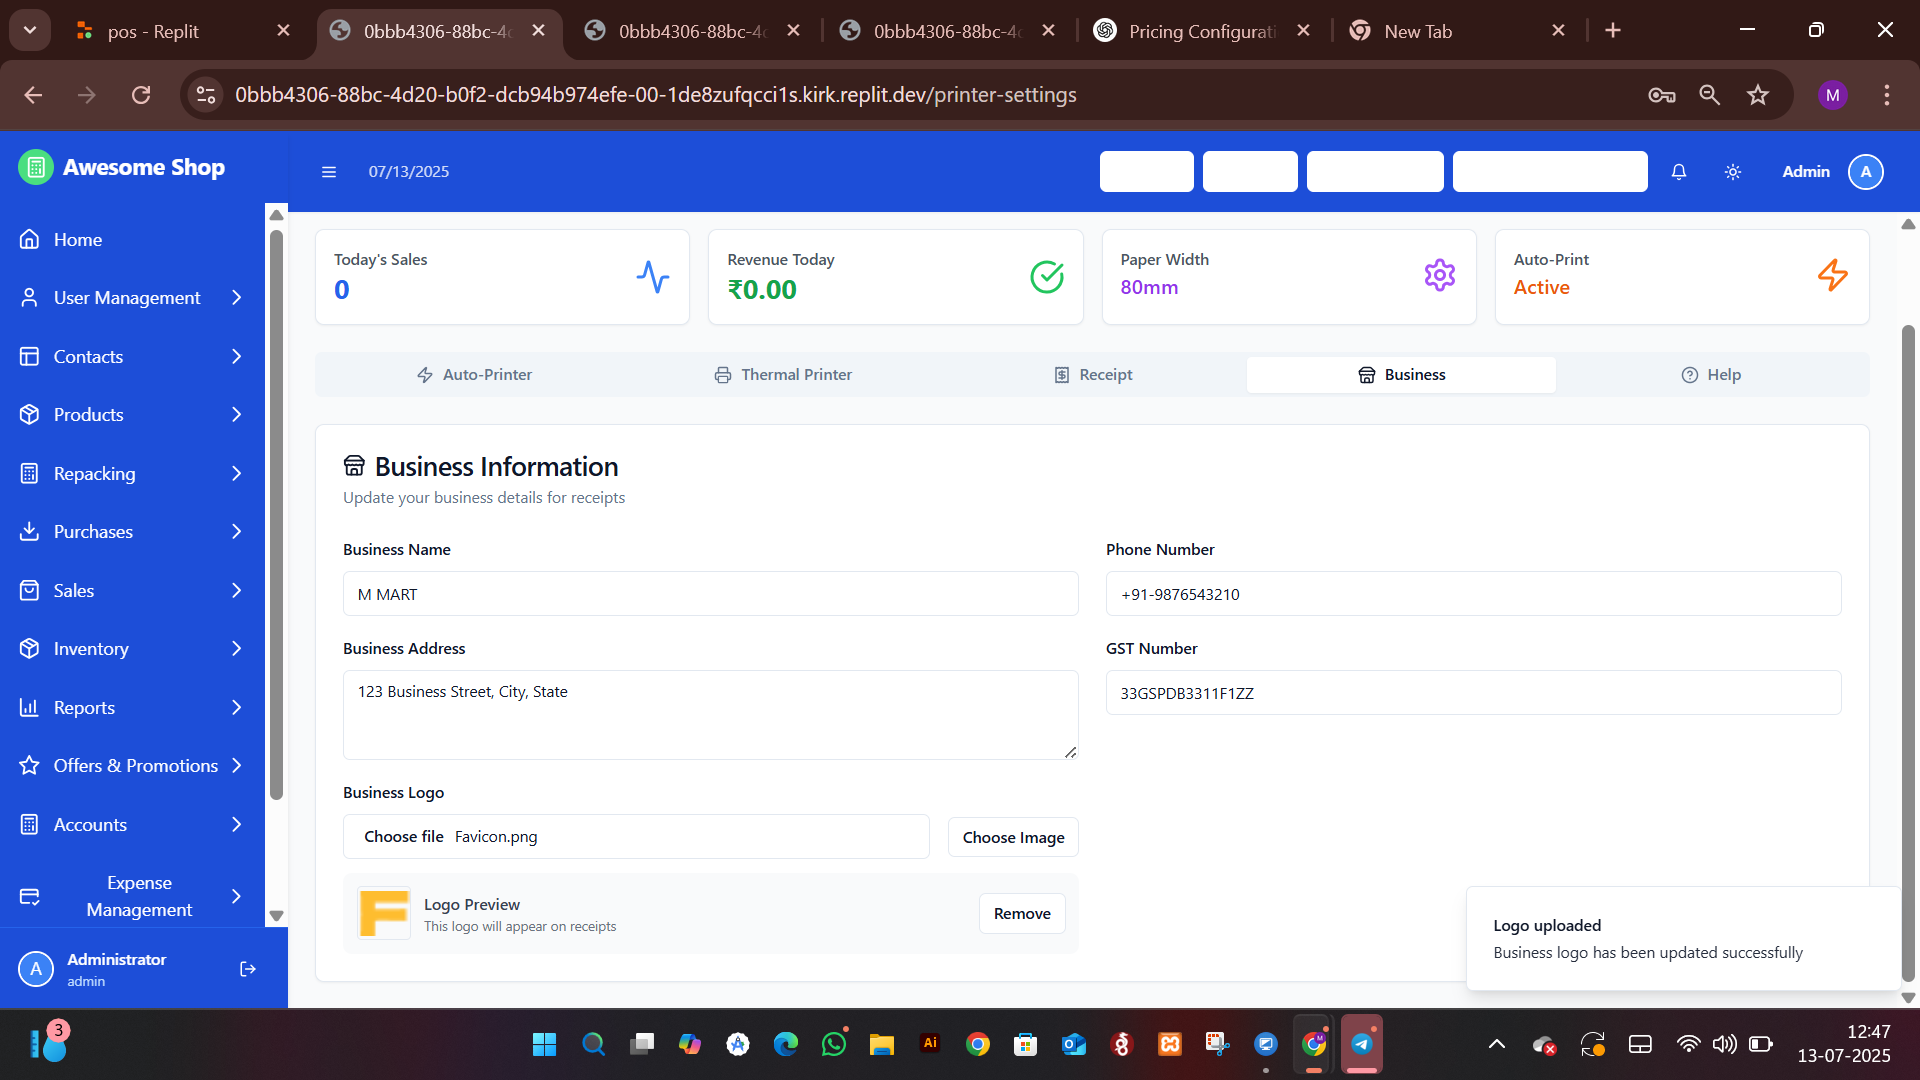 pos - Replit
0bbb4306-88bc-4c
0bbb4306-88bc-4c
0bbb4306-88bc-4c
Pricing Configurati
New Tab
0bbb4306-88bc-4d20-b0f2-dcb94b974efe-00-1de8zufqcci1s.kirk.replit.dev/printer-settings
M
Awesome Shop
07/13/2025
Admin
A
Home
User Management
Contacts
Products
Repacking
Purchases
Sales
Inventory
Reports
Offers & Promotions
Accounts
Expense
Management
A
Administrator
admin
Today's Sales
0
Revenue Today
₹0.00
Paper Width
80mm
Auto-Print
Active
Auto-Printer
Thermal Printer
Receipt
Business
Help
Business Information
Update your business details for receipts
Business Name
M MART
Phone Number
+91-9876543210
Business Address
123 Business Street, City, State
GST Number
33GSPDB3311F1ZZ
Business Logo
Choose file Favicon.png
Choose Image
F
Logo Preview
This logo will appear on receipts
Remove
Logo uploaded
Business logo has been updated successfully
3
Ai
12:47
13-07-2025